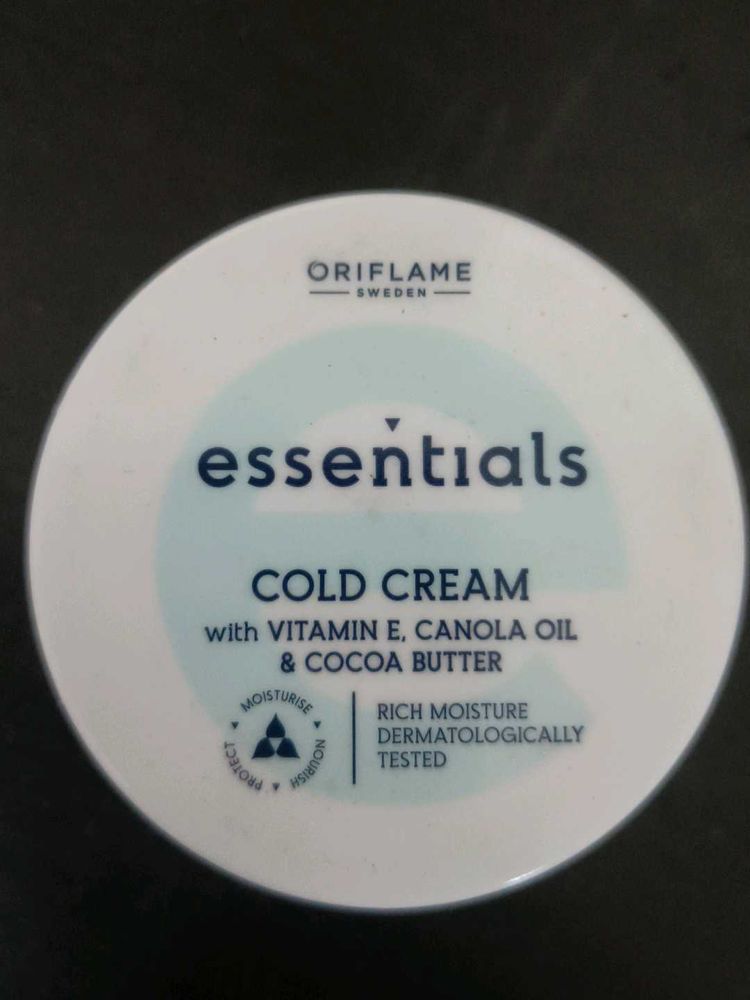 ORIFLAME
SWEDEN
essentials
COLD CREAM
with VITAMIN E, CANOLA OIL
& COCOA BUTTER
MOISTURISE
NOURISH
PROTECT
RICH MOISTURE
DERMATOLOGICALLY
TESTED